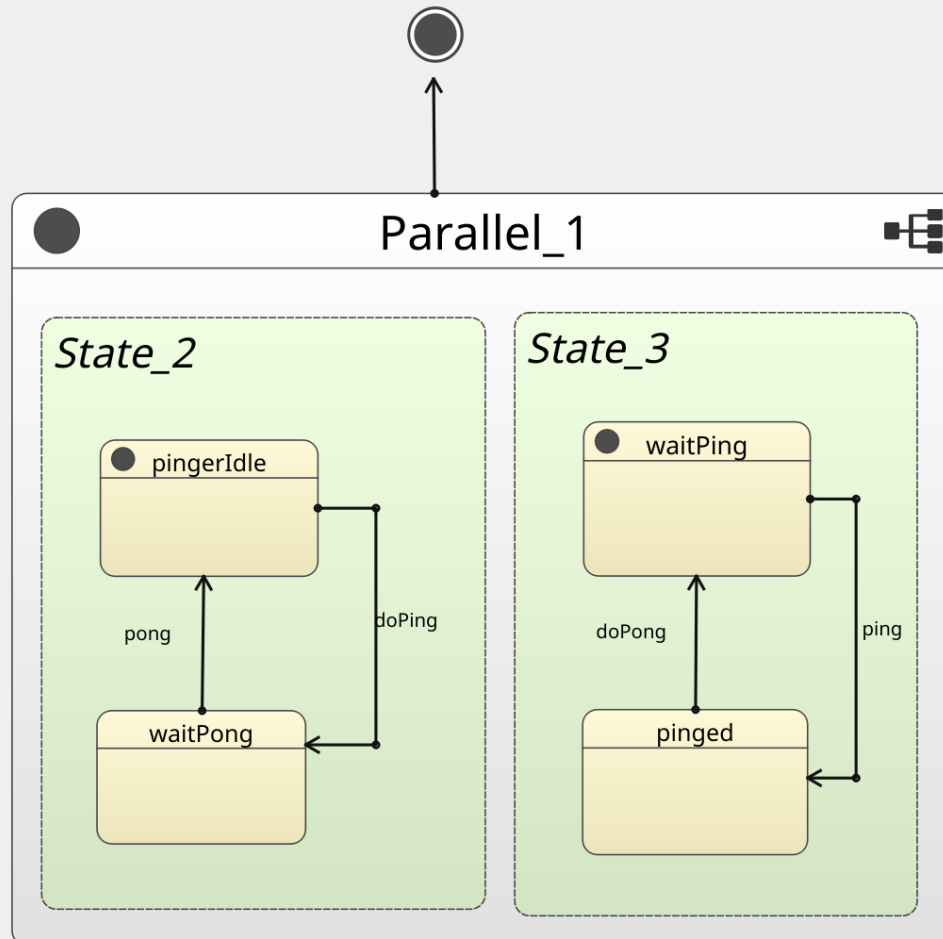 Parallel_1
State_2
pingerIdle
doPing
pong
waitPong
State_3
waitPing
doPong
ping
pinged